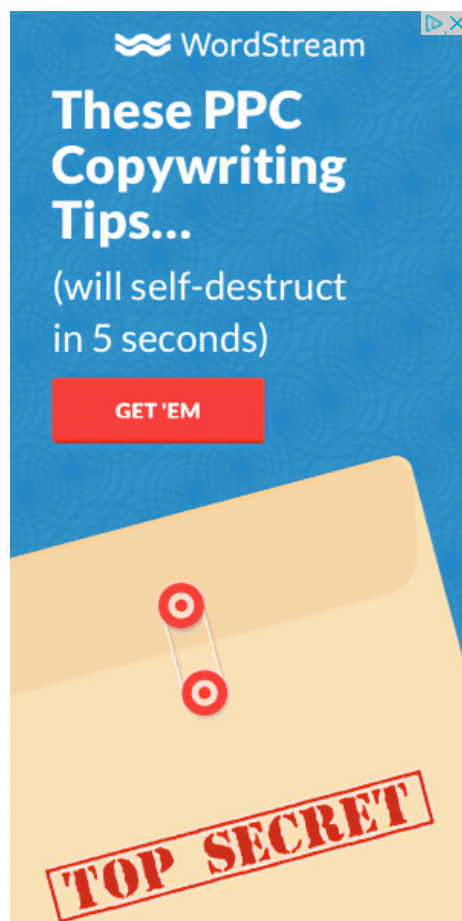 WordStream
These PPC
Copywriting
Tips...
(will self-destruct
in 5 seconds)
GET 'EM
TOP SECRET